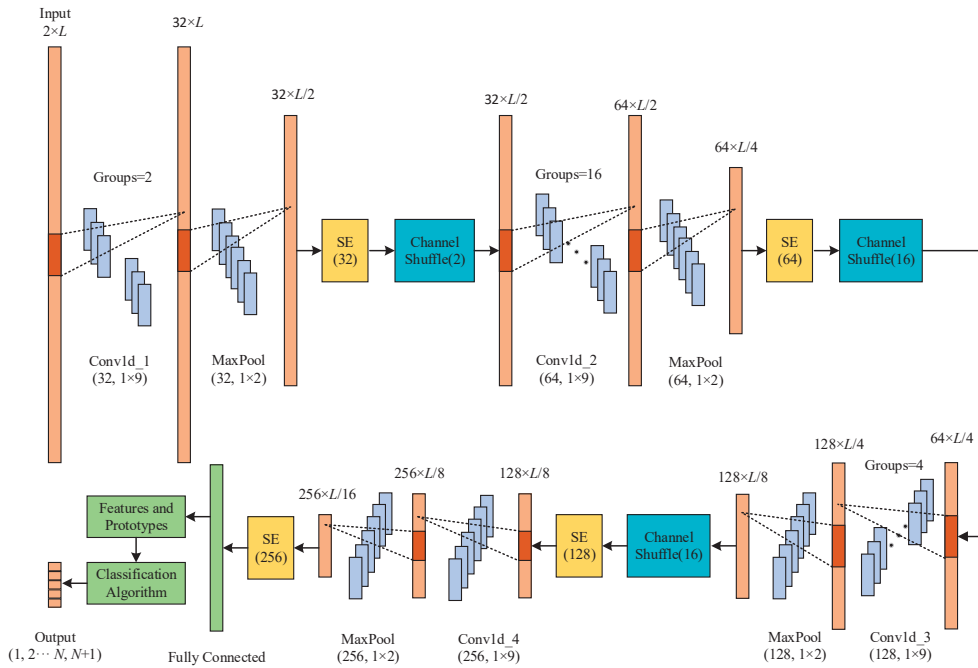 Input
2×L
32×L
32×L/2
Groups=2
Conv1d_1
(32, 1×9)
MaxPool
(32, 1×2)
SE
(32)
Channel
Shuffle(2)
32×L/2
64×L/2
64×L/4
Groups=16
Conv1d_2
(64, 1×9)
MaxPool
(64, 1×2)
SE
(64)
Channel
Shuffle(16)
64×L/4
128×L/4
Groups=4
128×L/8
Conv1d_3
(128, 1×9)
MaxPool
(128, 1×2)
Channel
Shuffle(16)
SE
(128)
128×L/8
256×L/8
256×L/16
Conv1d_4
(256, 1×9)
MaxPool
(256, 1×2)
SE
(256)
Fully Connected
Features and
Prototypes
Classification
Algorithm
Output
(1, 2··· N, N+1)